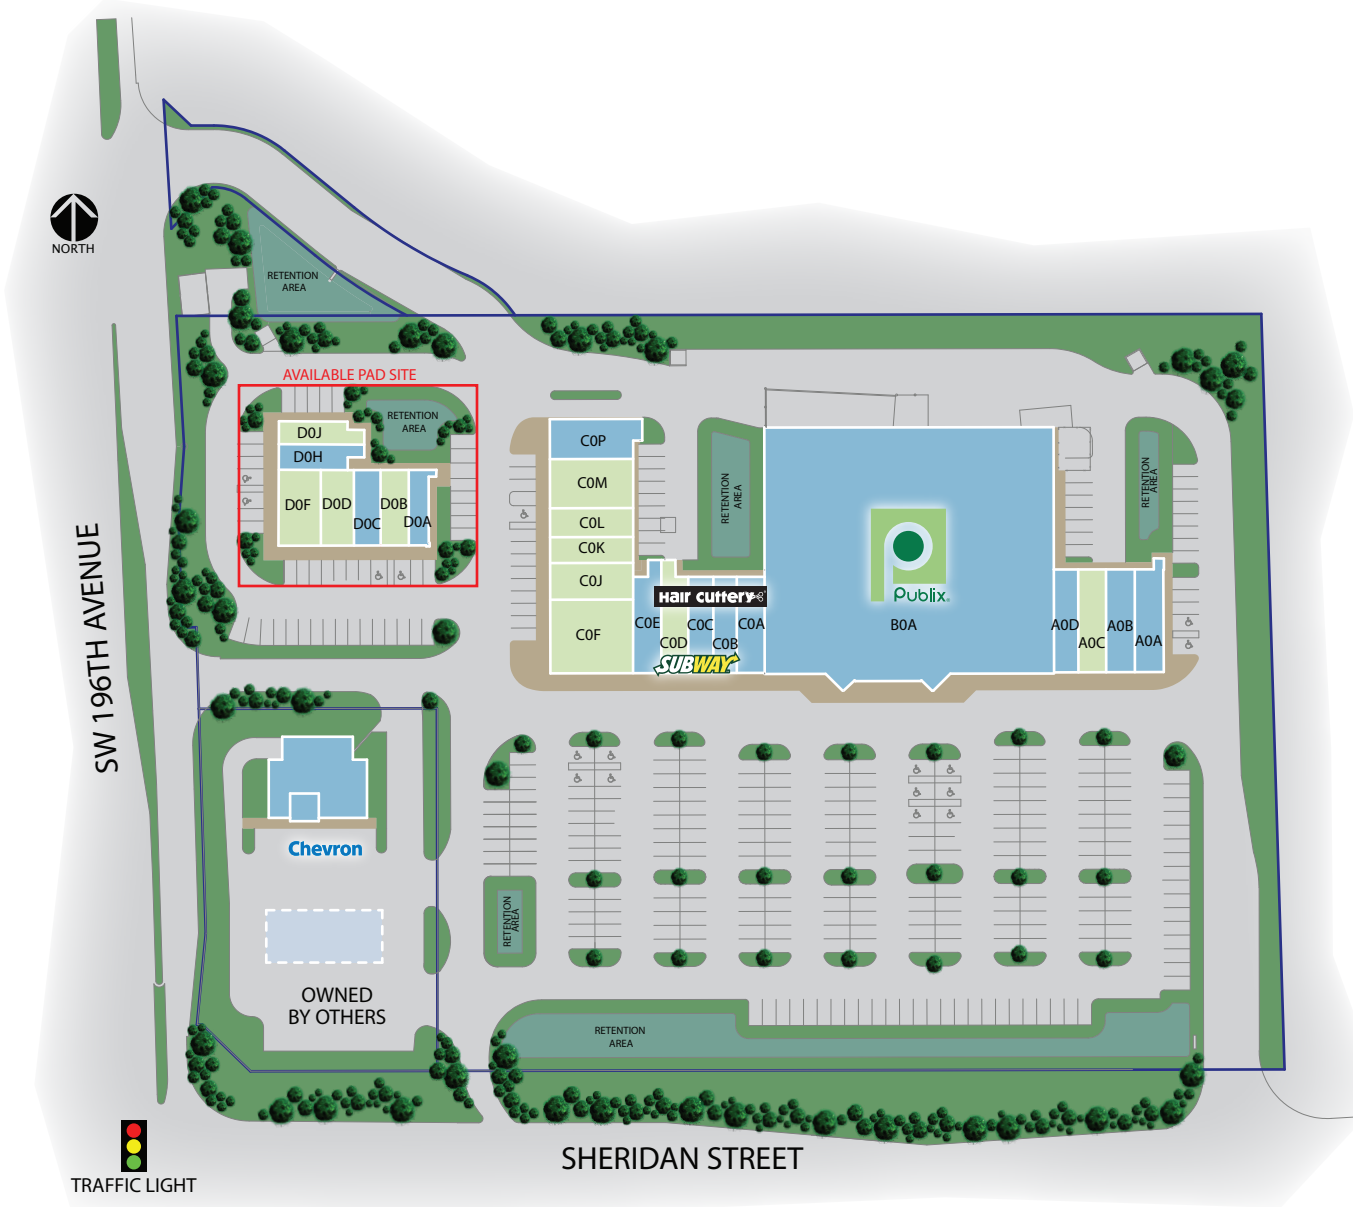 NORTH
RETENTION
AREA
AVAILABLE PAD SITE
RETENTION
AREA
D0J
D0H
D0F
D0D
D0C
D0B
D0A
C0P
C0M
C0L
C0K
C0J
C0F
C0E
C0D
C0C
C0B
C0A
HAIR CUTTERY
SUBWAY
RETENTION
AREA
Publix
B0A
A0D
A0C
A0B
A0A
RETENTION
AREA
SW 196TH AVENUE
Chevron
OWNED
BY OTHERS
RETENTION
AREA
RETENTION
AREA
SHERIDAN STREET
TRAFFIC LIGHT